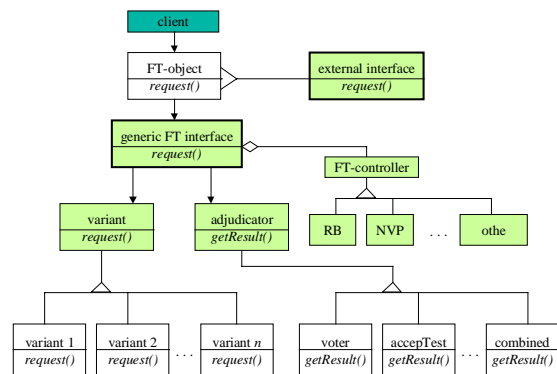 client
FT-object
request()
external interface
request()
generic FT interface
request()
FT-controller
variant
request()
adjudicator
getResult()
RB
NVP
. . .
othe
variant 1
request()
variant 2
request()
. . .
variant n
request()
voter
getResult()
accepTest
getResult()
. . .
combined
getResult()